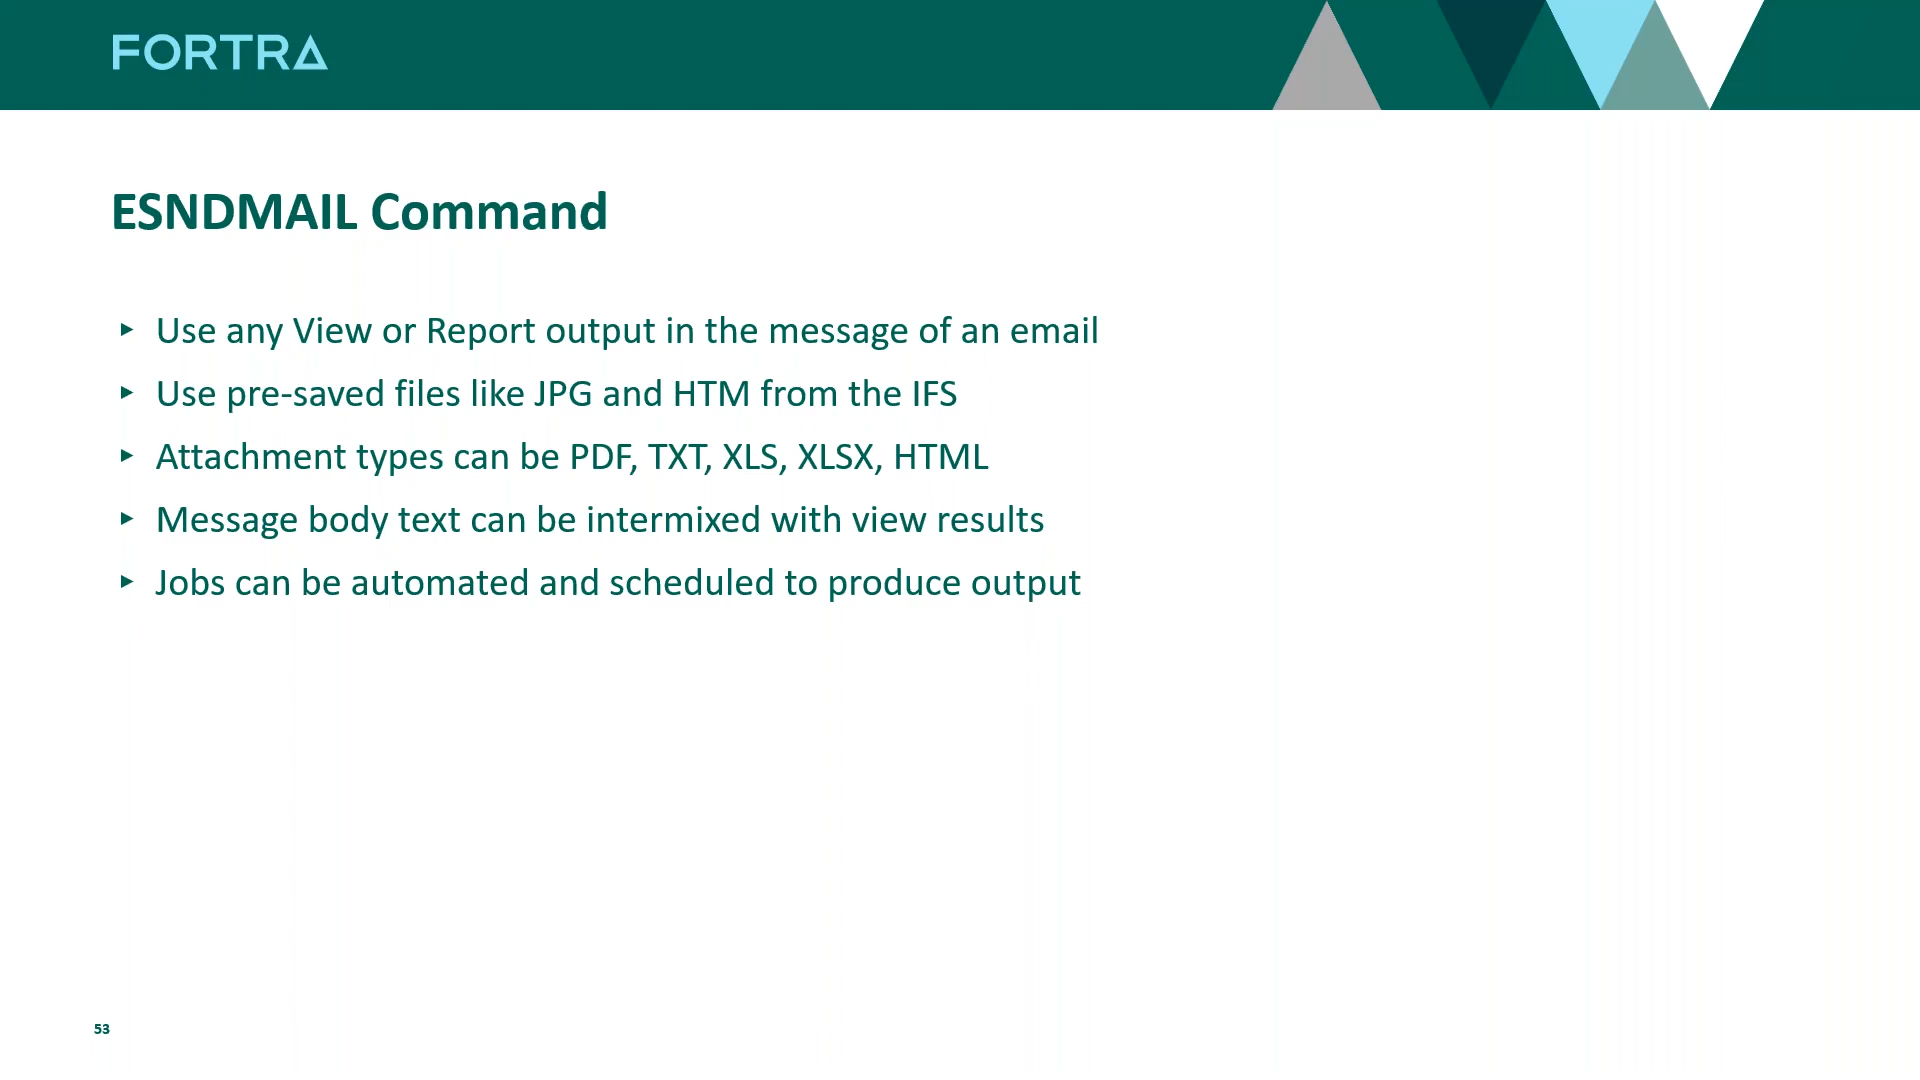 FORTRA
ESNDMAIL Command
▸ Use any View or Report output in the message of an email
▸ Use pre-saved files like JPG and HTM from the IFS
▸ Attachment types can be PDF, TXT, XLS, XLSX, HTML
▸ Message body text can be intermixed with view results
▸ Jobs can be automated and scheduled to produce output
53